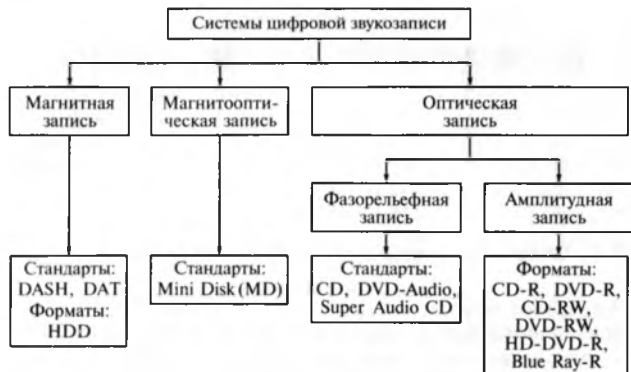 Системы цифровой звукозаписи
Магнитная
запись
Магнитоопти-
ческая запись
Оптическая
запись
Фазорельефная
запись
Амплитудная
запись
Стандарты:
DASH, DAT
Форматы:
HDD
Стандарты:
Mini Disk (MD)
Стандарты:
CD, DVD-Audio,
Super Audio CD
Форматы:
CD-R, DVD-R,
CD-RW,
DVD-RW,
HD-DVD-R,
Blue Ray-R